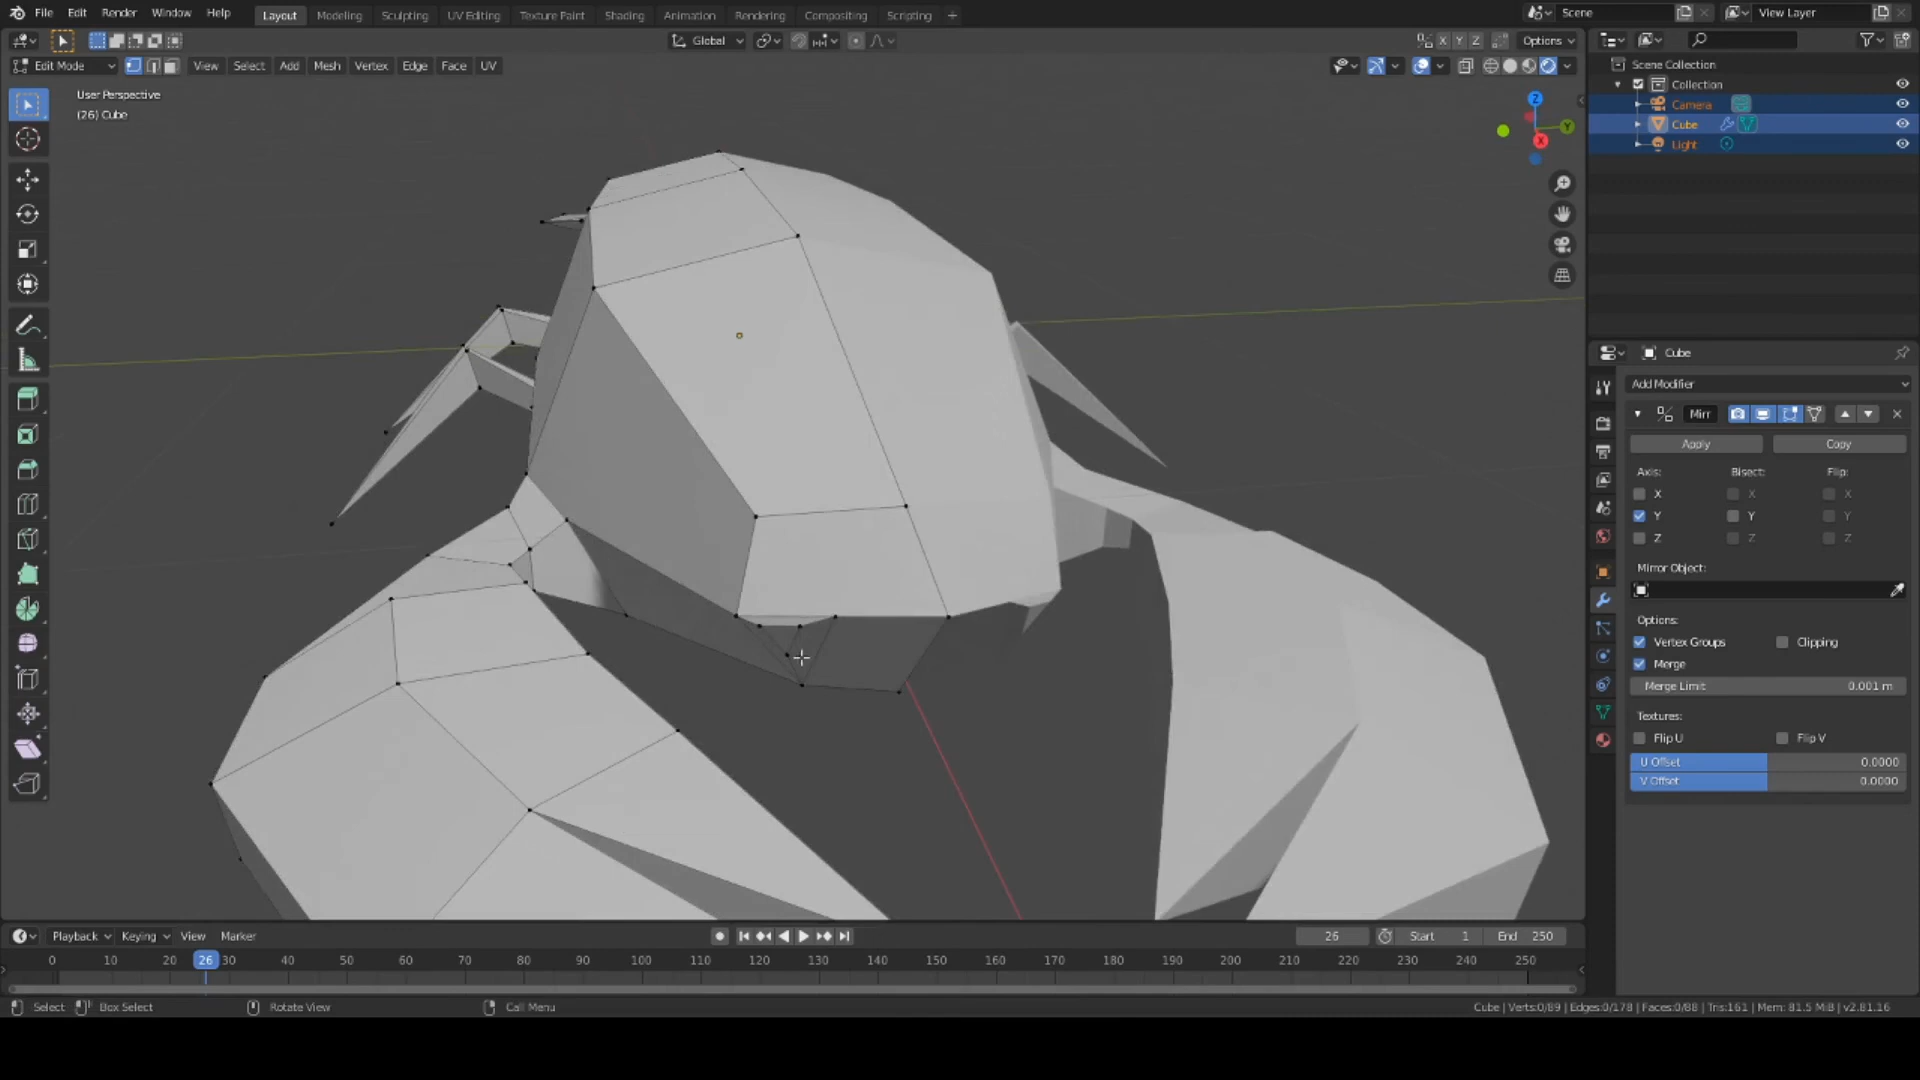 File Edit Render Window Help Layout Modeling Sculpting UV Editing Texture Paint Shading Animation Rendering Compositing Scripting + Scene View Layer
Global X Y Z Options
Edit Mode View Select Add Mesh Vertex Edge Face UV
Scene Collection
Collection
Camera
Cube
Light
User Perspective
(26) Cube
Z
Y
X
Cube
Add Modifier
Mirr
Apply Copy
Axis: Bisect: Flip:
X X X
Y Y Y
Z Z Z
Mirror Object:
Options:
Vertex Groups Clipping
Merge
Merge Limit 0.001 m
Textures:
Flip U Flip V
U Offset 0.0000
V Offset 0.0000
Playback Keying View Marker 26 Start 1 End 250
0 10 20 26 30 40 50 60 70 80 90 100 110 120 130 140 150 160 170 180 190 200 210 220 230 240 250
Select Box Select Rotate View Call Menu Cube | Verts:0/89 | Edges:0/178 | Faces:0/88 | Tris:161 | Mem: 81.5 MiB | v2.81.16